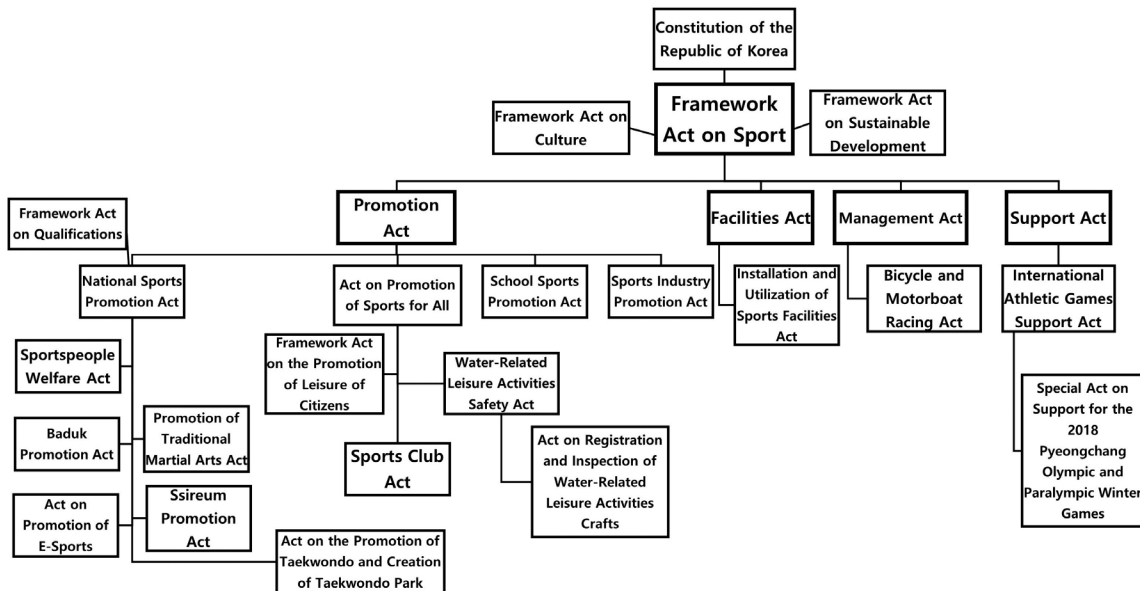 Constitution of the
Republic of Korea
Framework
Act on Sport
Framework Act on
Culture
Framework Act
on Sustainable
Development
Promotion
Act
Facilities Act
Management Act
Support Act
Framework Act
on Qualifications
National Sports
Promotion Act
Act on Promotion
of Sports for All
School Sports
Promotion Act
Sports Industry
Promotion Act
Installation and
Utilization of
Sports Facilities
Act
Bicycle and
Motorboat
Racing Act
International
Athletic Games
Support Act
Sportspeople
Welfare Act
Framework Act
on the Promotion
of Leisure of
Citizens
Water-Related
Leisure Activities
Safety Act
Special Act on
Support for the
2018
Pyeongchang
Olympic and
Paralympic Winter
Games
Baduk
Promotion Act
Promotion of
Traditional
Martial Arts Act
Sports Club
Act
Act on Registration
and Inspection of
Water-Related
Leisure Activities
Crafts
Act on
Promotion of
E-Sports
Ssireum
Promotion
Act
Act on the Promotion of
Taekwondo and Creation
of Taekwondo Park